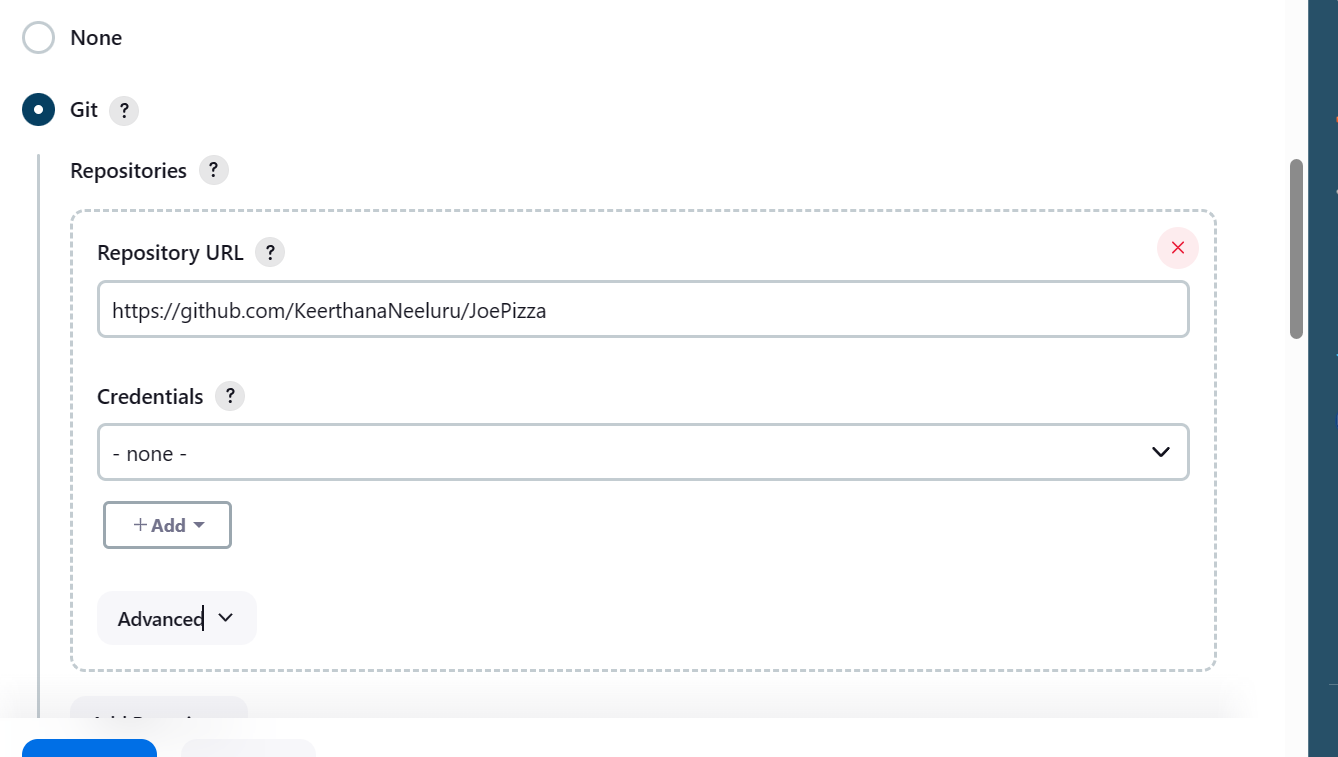 None
Git ?
Repositories ?
Repository URL ?
https://github.com/KeerthanaNeeluru/JoePizza
Credentials ?
- none -
+ Add
Advanced